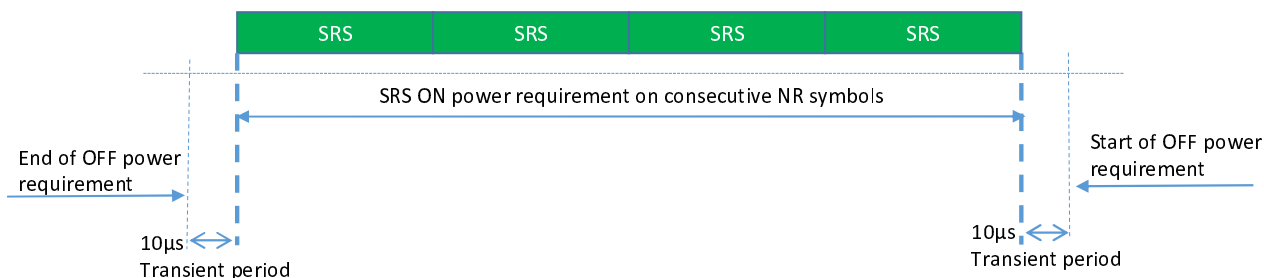 SRS SRS SRS SRS
SRS ON power requirement on consecutive NR symbols
End of OFF power
requirement
Start of OFF power
requirement
10µs
Transient period
10µs
Transient period